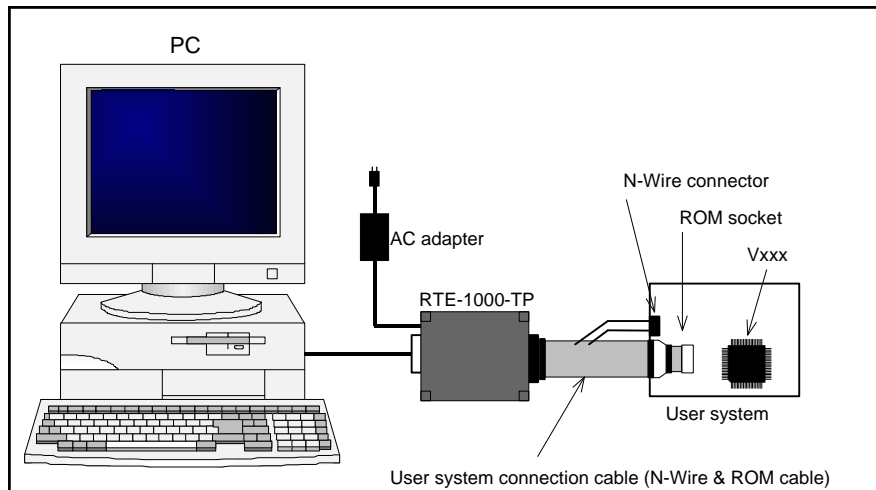 PC
N-Wire connector
ROM socket
AC adapter
Vxxx
RTE-1000-TP
User system
User system connection cable (N-Wire & ROM cable)